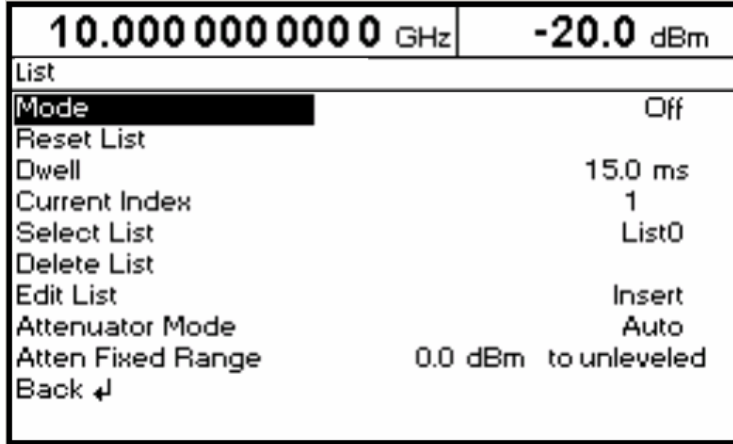 10.000 000 000 0 GHz -20.0 dBm
List
Mode Off
Reset List
Dwell 15.0 ms
Current Index 1
Select List List0
Delete List
Edit List Insert
Attenuator Mode Auto
Atten Fixed Range 0.0 dBm to unleveled
Back ↲